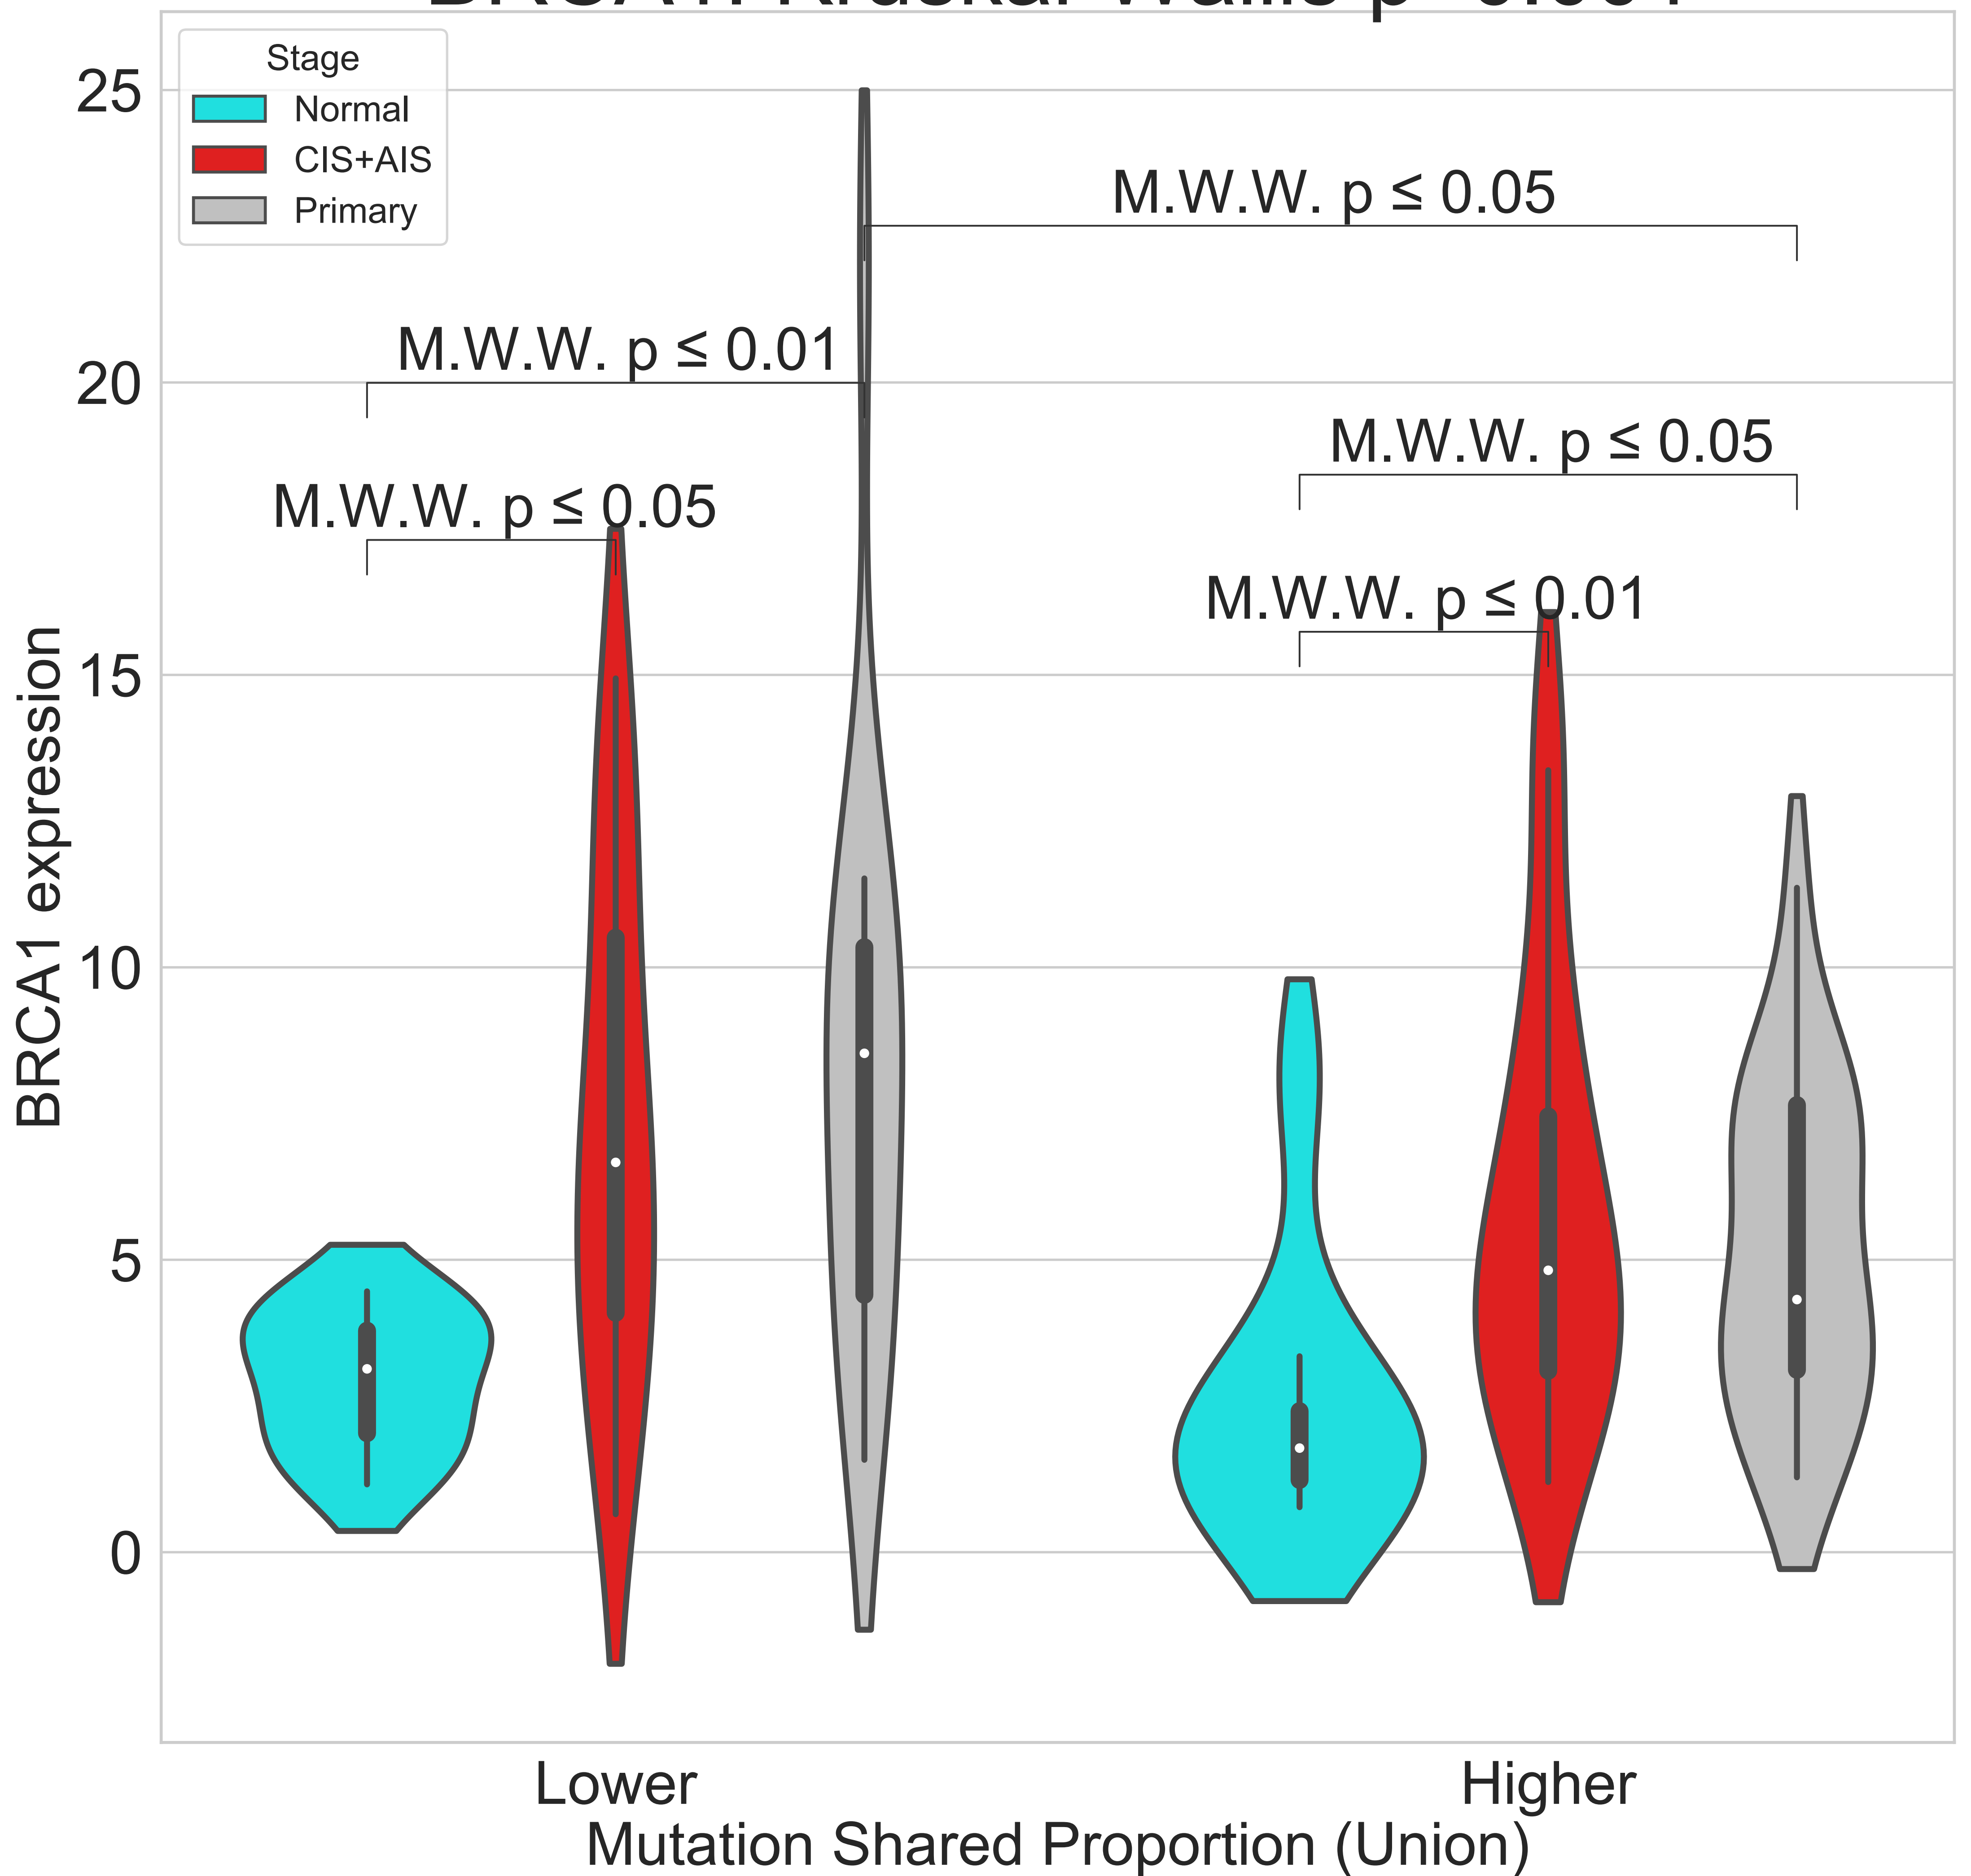 Stage
Normal
CIS+AIS
Primary
25
20
15
10
5
0
BRCA1 expression
M.W.W. p ≤ 0.05
M.W.W. p ≤ 0.01
M.W.W. p ≤ 0.05
M.W.W. p ≤ 0.05
M.W.W. p ≤ 0.01
Lower
Higher
Mutation Shared Proportion (Union)